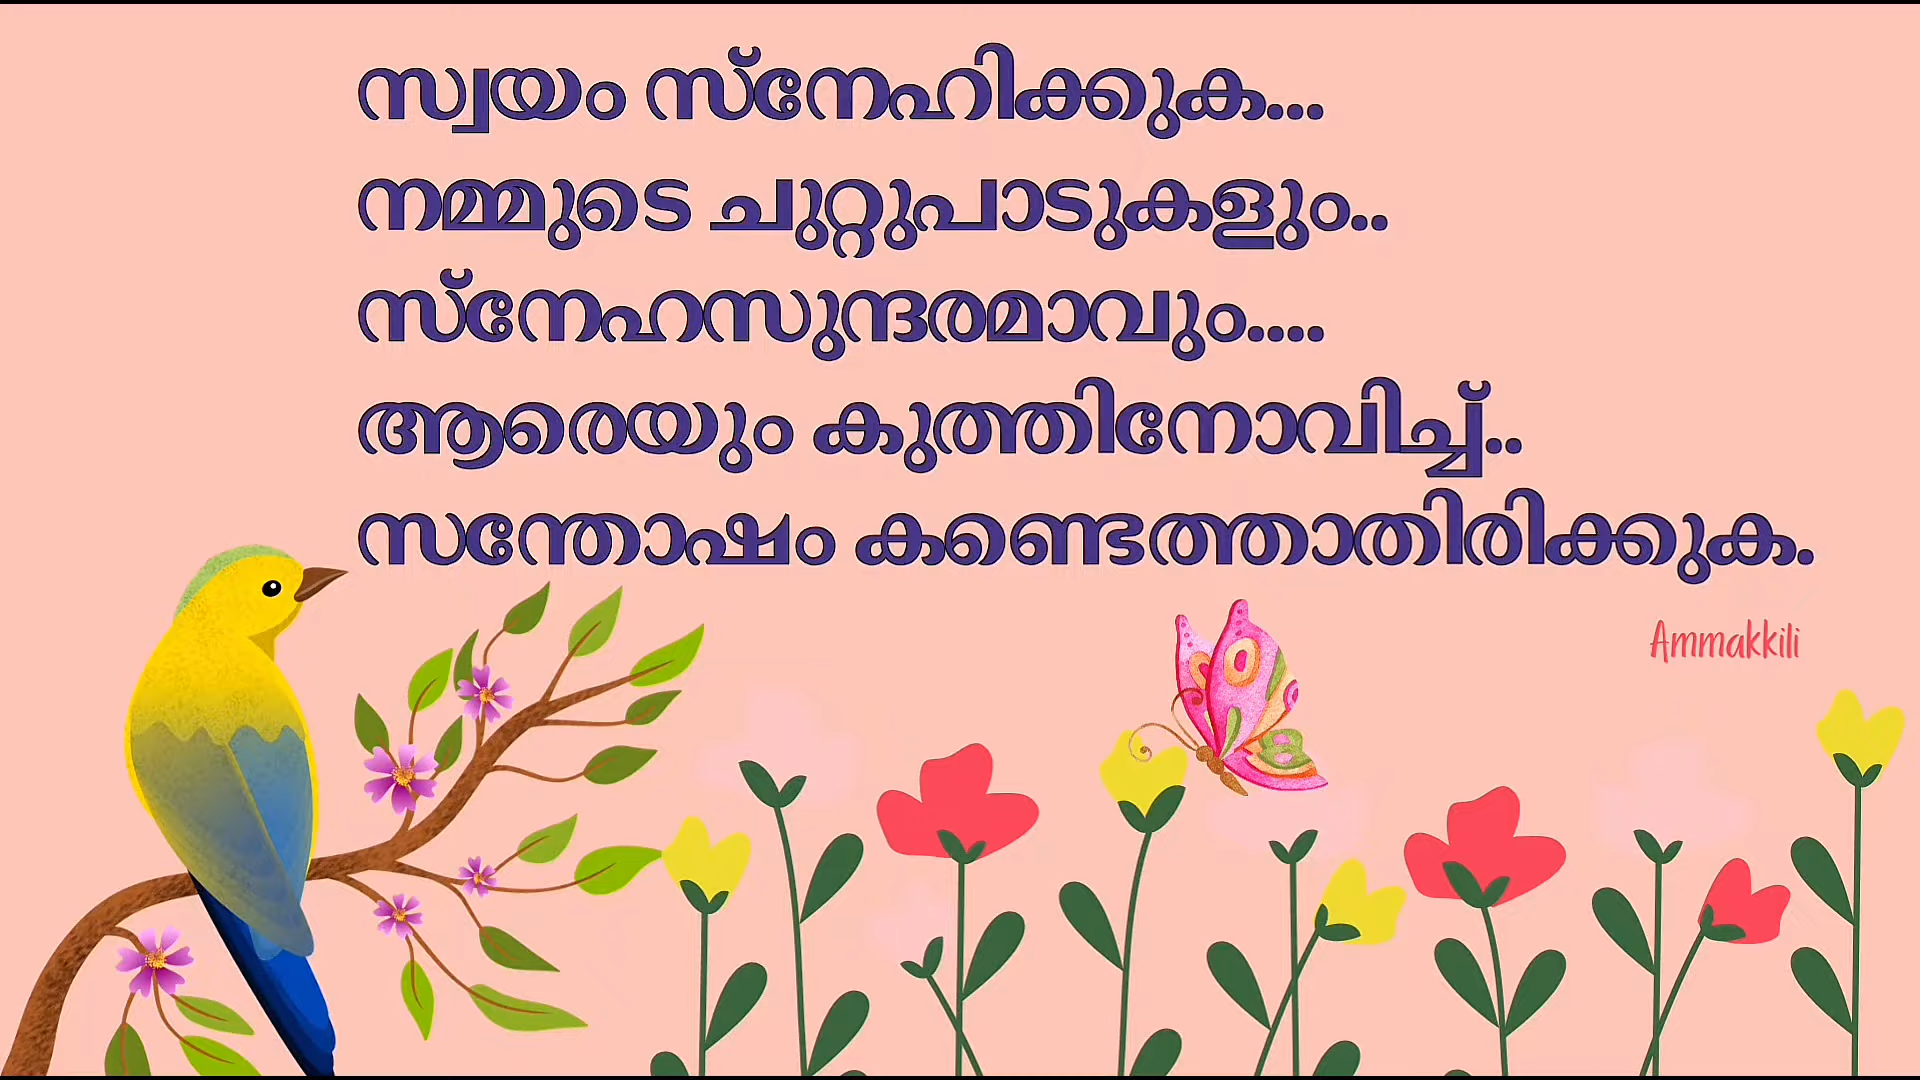 സ്വയം സ്നേഹിക്കുക...
നമ്മുടെ ചുറ്റുപാടുകളും..
സ്നേഹസുന്ദരമാവും....
ആരെയും കുത്തിനോവിച്ച്..
സന്തോഷം കണ്ടെത്താതിരിക്കുക.
Ammakkili